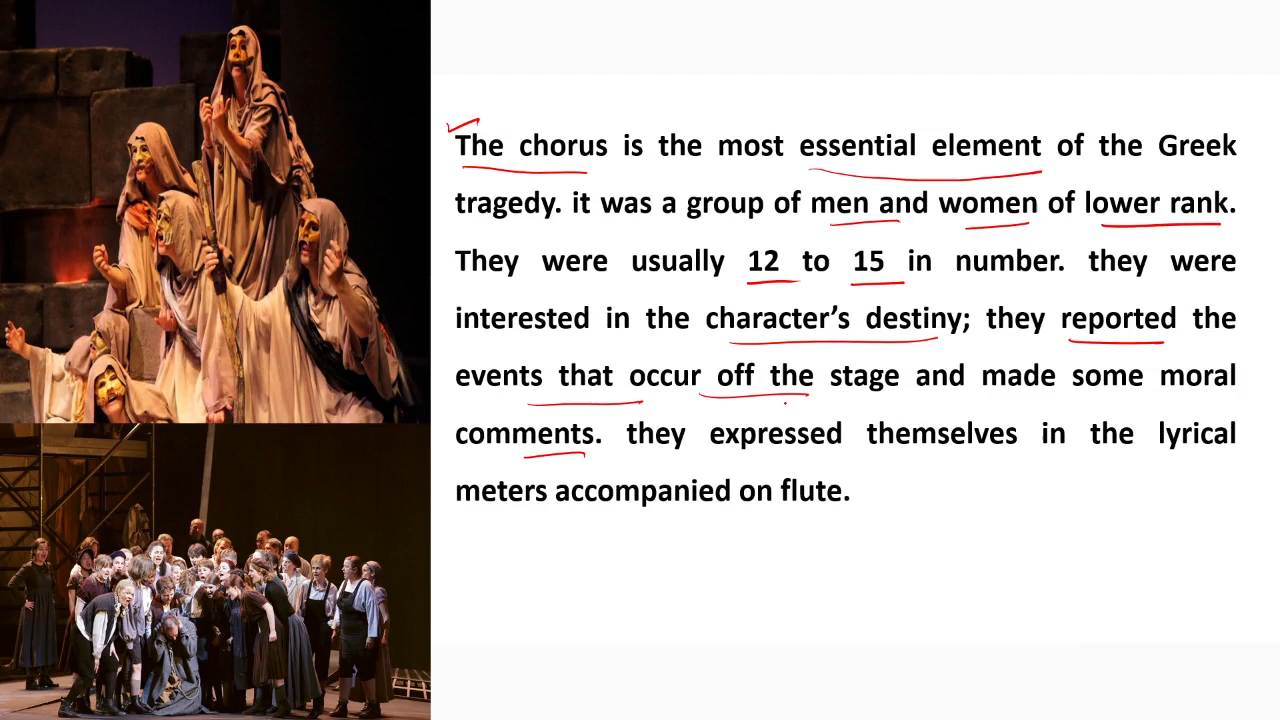 The chorus is the most essential element of the Greek
tragedy. it was a group of men and women of lower rank.
They were usually 12 to 15 in number. they were
interested in the character's destiny; they reported the
events that occur off the stage and made some moral
comments. they expressed themselves in the lyrical
meters accompanied on flute.